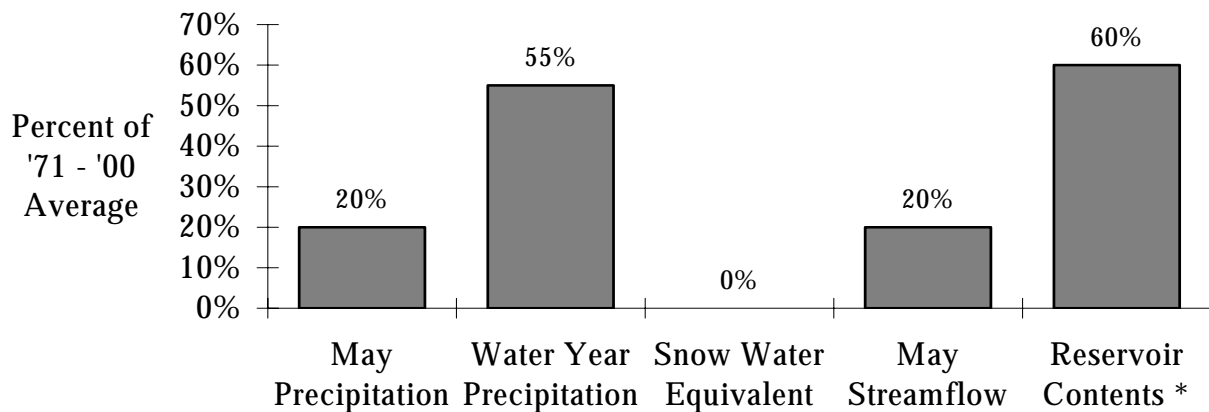 Percent of
'71 - '00
Average
70%
60%
50%
40%
30%
20%
10%
0%
20%
55%
0%
20%
60%
May
Precipitation
Water Year
Precipitation
Snow Water
Equivalent
May
Streamflow
Reservoir
Contents *